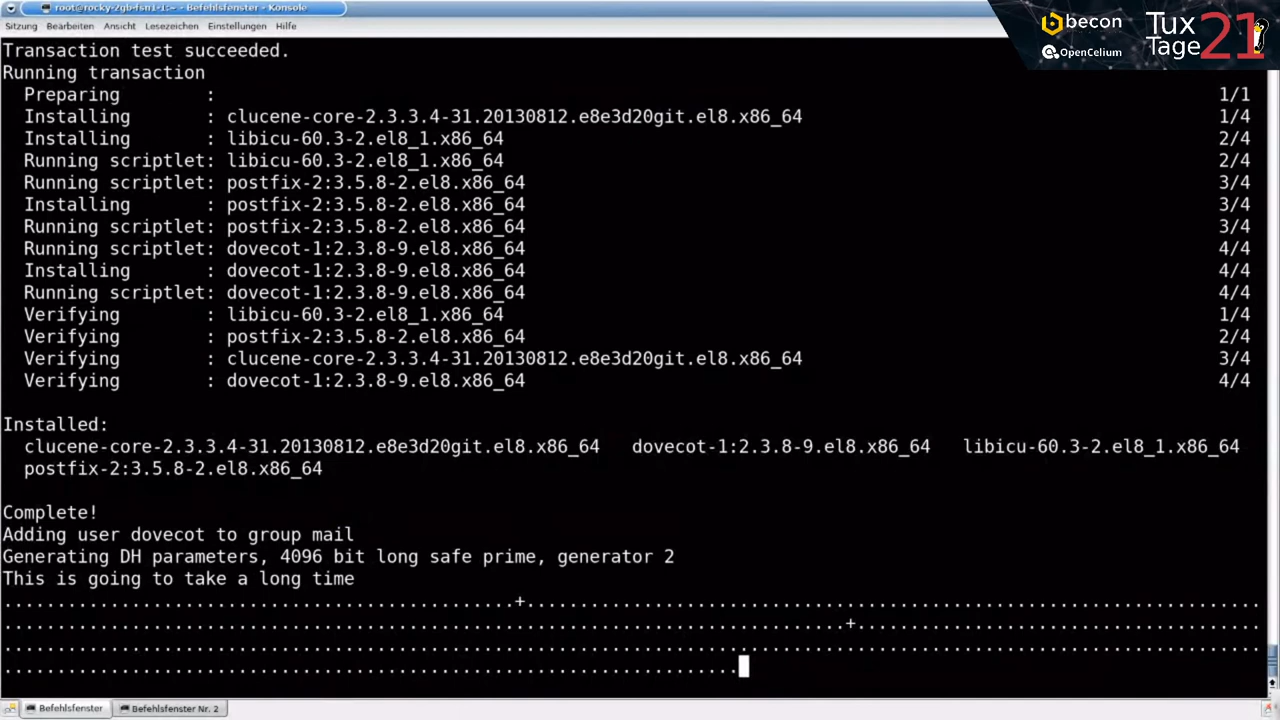 root@rocky-2gb-fsn1-1:~ - Befehlsfenster - Konsole
Sitzung Bearbeiten Ansicht Lesezeichen Einstellungen Hilfe
becon
OpenCelium
Tux
Tage
21
Transaction test succeeded.
Running transaction
Preparing : 1/1
Installing : clucene-core-2.3.3.4-31.20130812.e8e3d20git.el8.x86_64 1/4
Installing : libicu-60.3-2.el8_1.x86_64 2/4
Running scriptlet: libicu-60.3-2.el8_1.x86_64 2/4
Running scriptlet: postfix-2:3.5.8-2.el8.x86_64 3/4
Installing : postfix-2:3.5.8-2.el8.x86_64 3/4
Running scriptlet: postfix-2:3.5.8-2.el8.x86_64 3/4
Running scriptlet: dovecot-1:2.3.8-9.el8.x86_64 4/4
Installing : dovecot-1:2.3.8-9.el8.x86_64 4/4
Running scriptlet: dovecot-1:2.3.8-9.el8.x86_64 4/4
Verifying : libicu-60.3-2.el8_1.x86_64 1/4
Verifying : postfix-2:3.5.8-2.el8.x86_64 2/4
Verifying : clucene-core-2.3.3.4-31.20130812.e8e3d20git.el8.x86_64 3/4
Verifying : dovecot-1:2.3.8-9.el8.x86_64 4/4
Installed:
clucene-core-2.3.3.4-31.20130812.e8e3d20git.el8.x86_64 dovecot-1:2.3.8-9.el8.x86_64 libicu-60.3-2.el8_1.x86_64
postfix-2:3.5.8-2.el8.x86_64
Complete!
Adding user dovecot to group mail
Generating DH parameters, 4096 bit long safe prime, generator 2
This is going to take a long time
................................................+.....................................................................
...............................................................................+......................................
......................................................................................................................
.....................................................................
Befehlsfenster Befehlsfenster Nr. 2